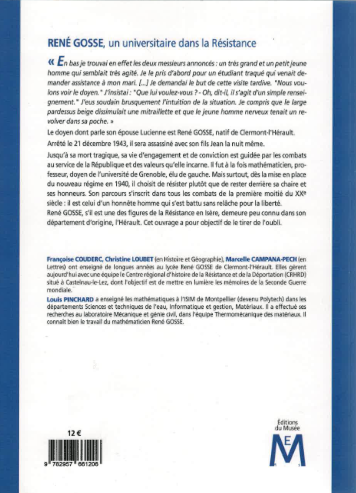 RENÉ GOSSE, un universitaire dans la Résistance
« En bas je trouvai en effet les deux messieurs annoncés : un très grand et un petit jeune
homme qui semblait très agité. Je le pris d'abord pour un étudiant traqué qui venait de-
mander assistance à mon mari. [...] Je demandai le but de cette visite tardive. "Nous vou-
lons voir le doyen." J'insistai : "Que lui voulez-vous ? - Oh, dit-il, il s'agit d'un simple rensei-
gnement." J'eus soudain brusquement l'intuition de la situation. Je compris que le large
pardessus beige dissimulait une mitraillette et que le jeune homme nerveux tenait un re-
volver dans sa poche. »
Le doyen dont parle son épouse Lucienne est René GOSSE, natif de Clermont-l'Hérault.
Arrêté le 21 décembre 1943, il sera assassiné avec son fils Jean la nuit même.
Jusqu'à sa mort tragique, sa vie d'engagement et de conviction est guidée par les combats
au service de la République et des valeurs qu'elle incarne. Il fut à la fois mathématicien, pro-
fesseur, doyen de l'université de Grenoble, élu de gauche. Mais surtout, dès la mise en place
du nouveau régime en 1940, il choisit de résister plutôt que de rester derrière sa chaire et
ses honneurs. Son parcours s'inscrit dans tous les combats de la première moitié du XXe
siècle : il est celui d'un honnête homme qui s'est battu sans relâche pour la liberté.
René GOSSE, s'il est une des figures de la Résistance en Isère, demeure peu connu dans son
département d'origine, l'Hérault. Cet ouvrage a pour objectif de le tirer de l'oubli.
Françoise COUDERC, Christine LOUBET (en Histoire et Géographie), Marcelle CAMPANA-PECH (en
Lettres) ont enseigné de longues années au lycée René GOSSE de Clermont-l'Hérault. Elles gèrent
aujourd'hui avec une équipe le Centre régional d'histoire de la Résistance et de la Déportation (CRHRD)
situé à Castelnau-le-Lez, dont l'objectif est de mettre en lumière les mémoires de la Seconde Guerre
mondiale.
Louis PINCHARD a enseigné les mathématiques à l'ISIM de Montpellier (devenu Polytech) dans les
départements Sciences et techniques de l'eau, Informatique et gestion, Matériaux. Il a effectué ses
recherches au laboratoire Mécanique et génie civil, dans l'équipe Thermomécanique des matériaux. Il
connaît bien le travail du mathématicien René GOSSE.
12 €
9 782957 661206
Éditions
du Musée
M E